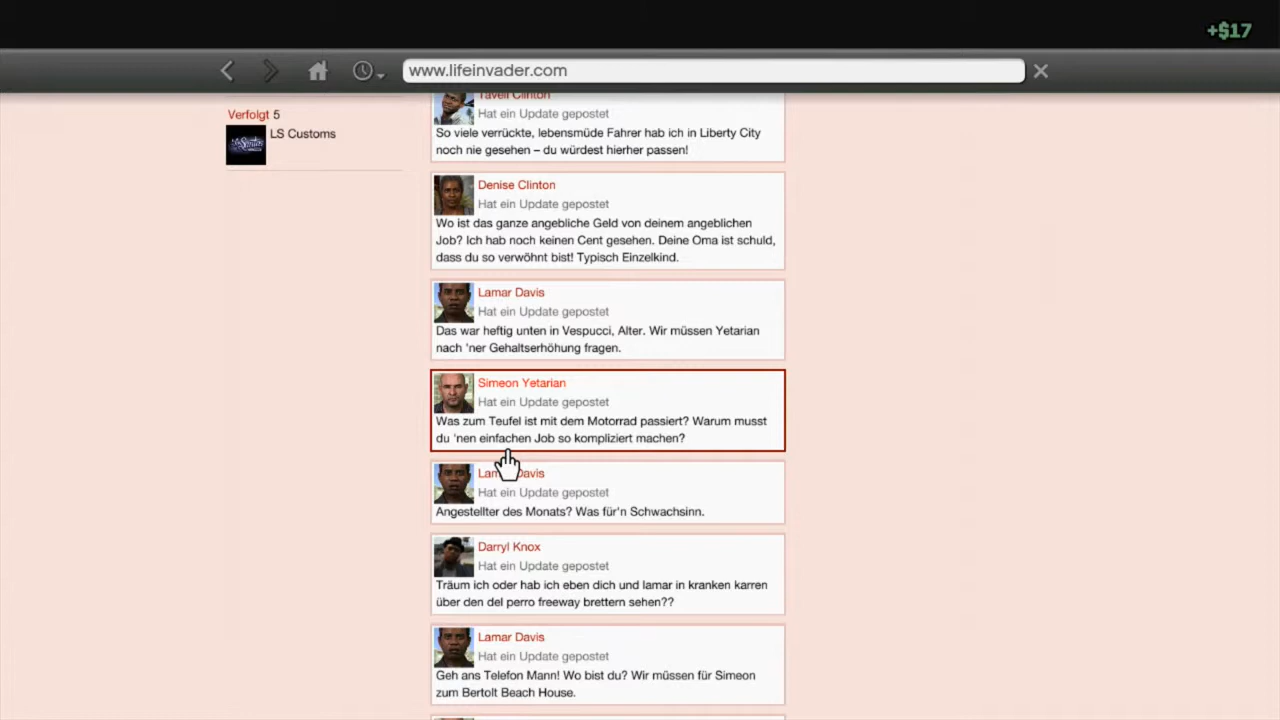 +$17
www.lifeinvader.com
Verfolgt 5
LS Customs
Tavell Clinton
Hat ein Update gepostet
So viele verrückte, lebensmüde Fahrer hab ich in Liberty City
noch nie gesehen – du würdest hierher passen!
Denise Clinton
Hat ein Update gepostet
Wo ist das ganze angebliche Geld von deinem angeblichen
Job? Ich hab noch keinen Cent gesehen. Deine Oma ist schuld,
dass du so verwöhnt bist! Typisch Einzelkind.
Lamar Davis
Hat ein Update gepostet
Das war heftig unten in Vespucci, Alter. Wir müssen Yetarian
nach 'ner Gehaltserhöhung fragen.
Simeon Yetarian
Hat ein Update gepostet
Was zum Teufel ist mit dem Motorrad passiert? Warum musst
du 'nen einfachen Job so kompliziert machen?
Lamar Davis
Hat ein Update gepostet
Angestellter des Monats? Was für'n Schwachsinn.
Darryl Knox
Hat ein Update gepostet
Träum ich oder hab ich eben dich und lamar in kranken karren
über den del perro freeway brettern sehen??
Lamar Davis
Hat ein Update gepostet
Geh ans Telefon Mann! Wo bist du? Wir müssen für Simeon
zum Bertolt Beach House.